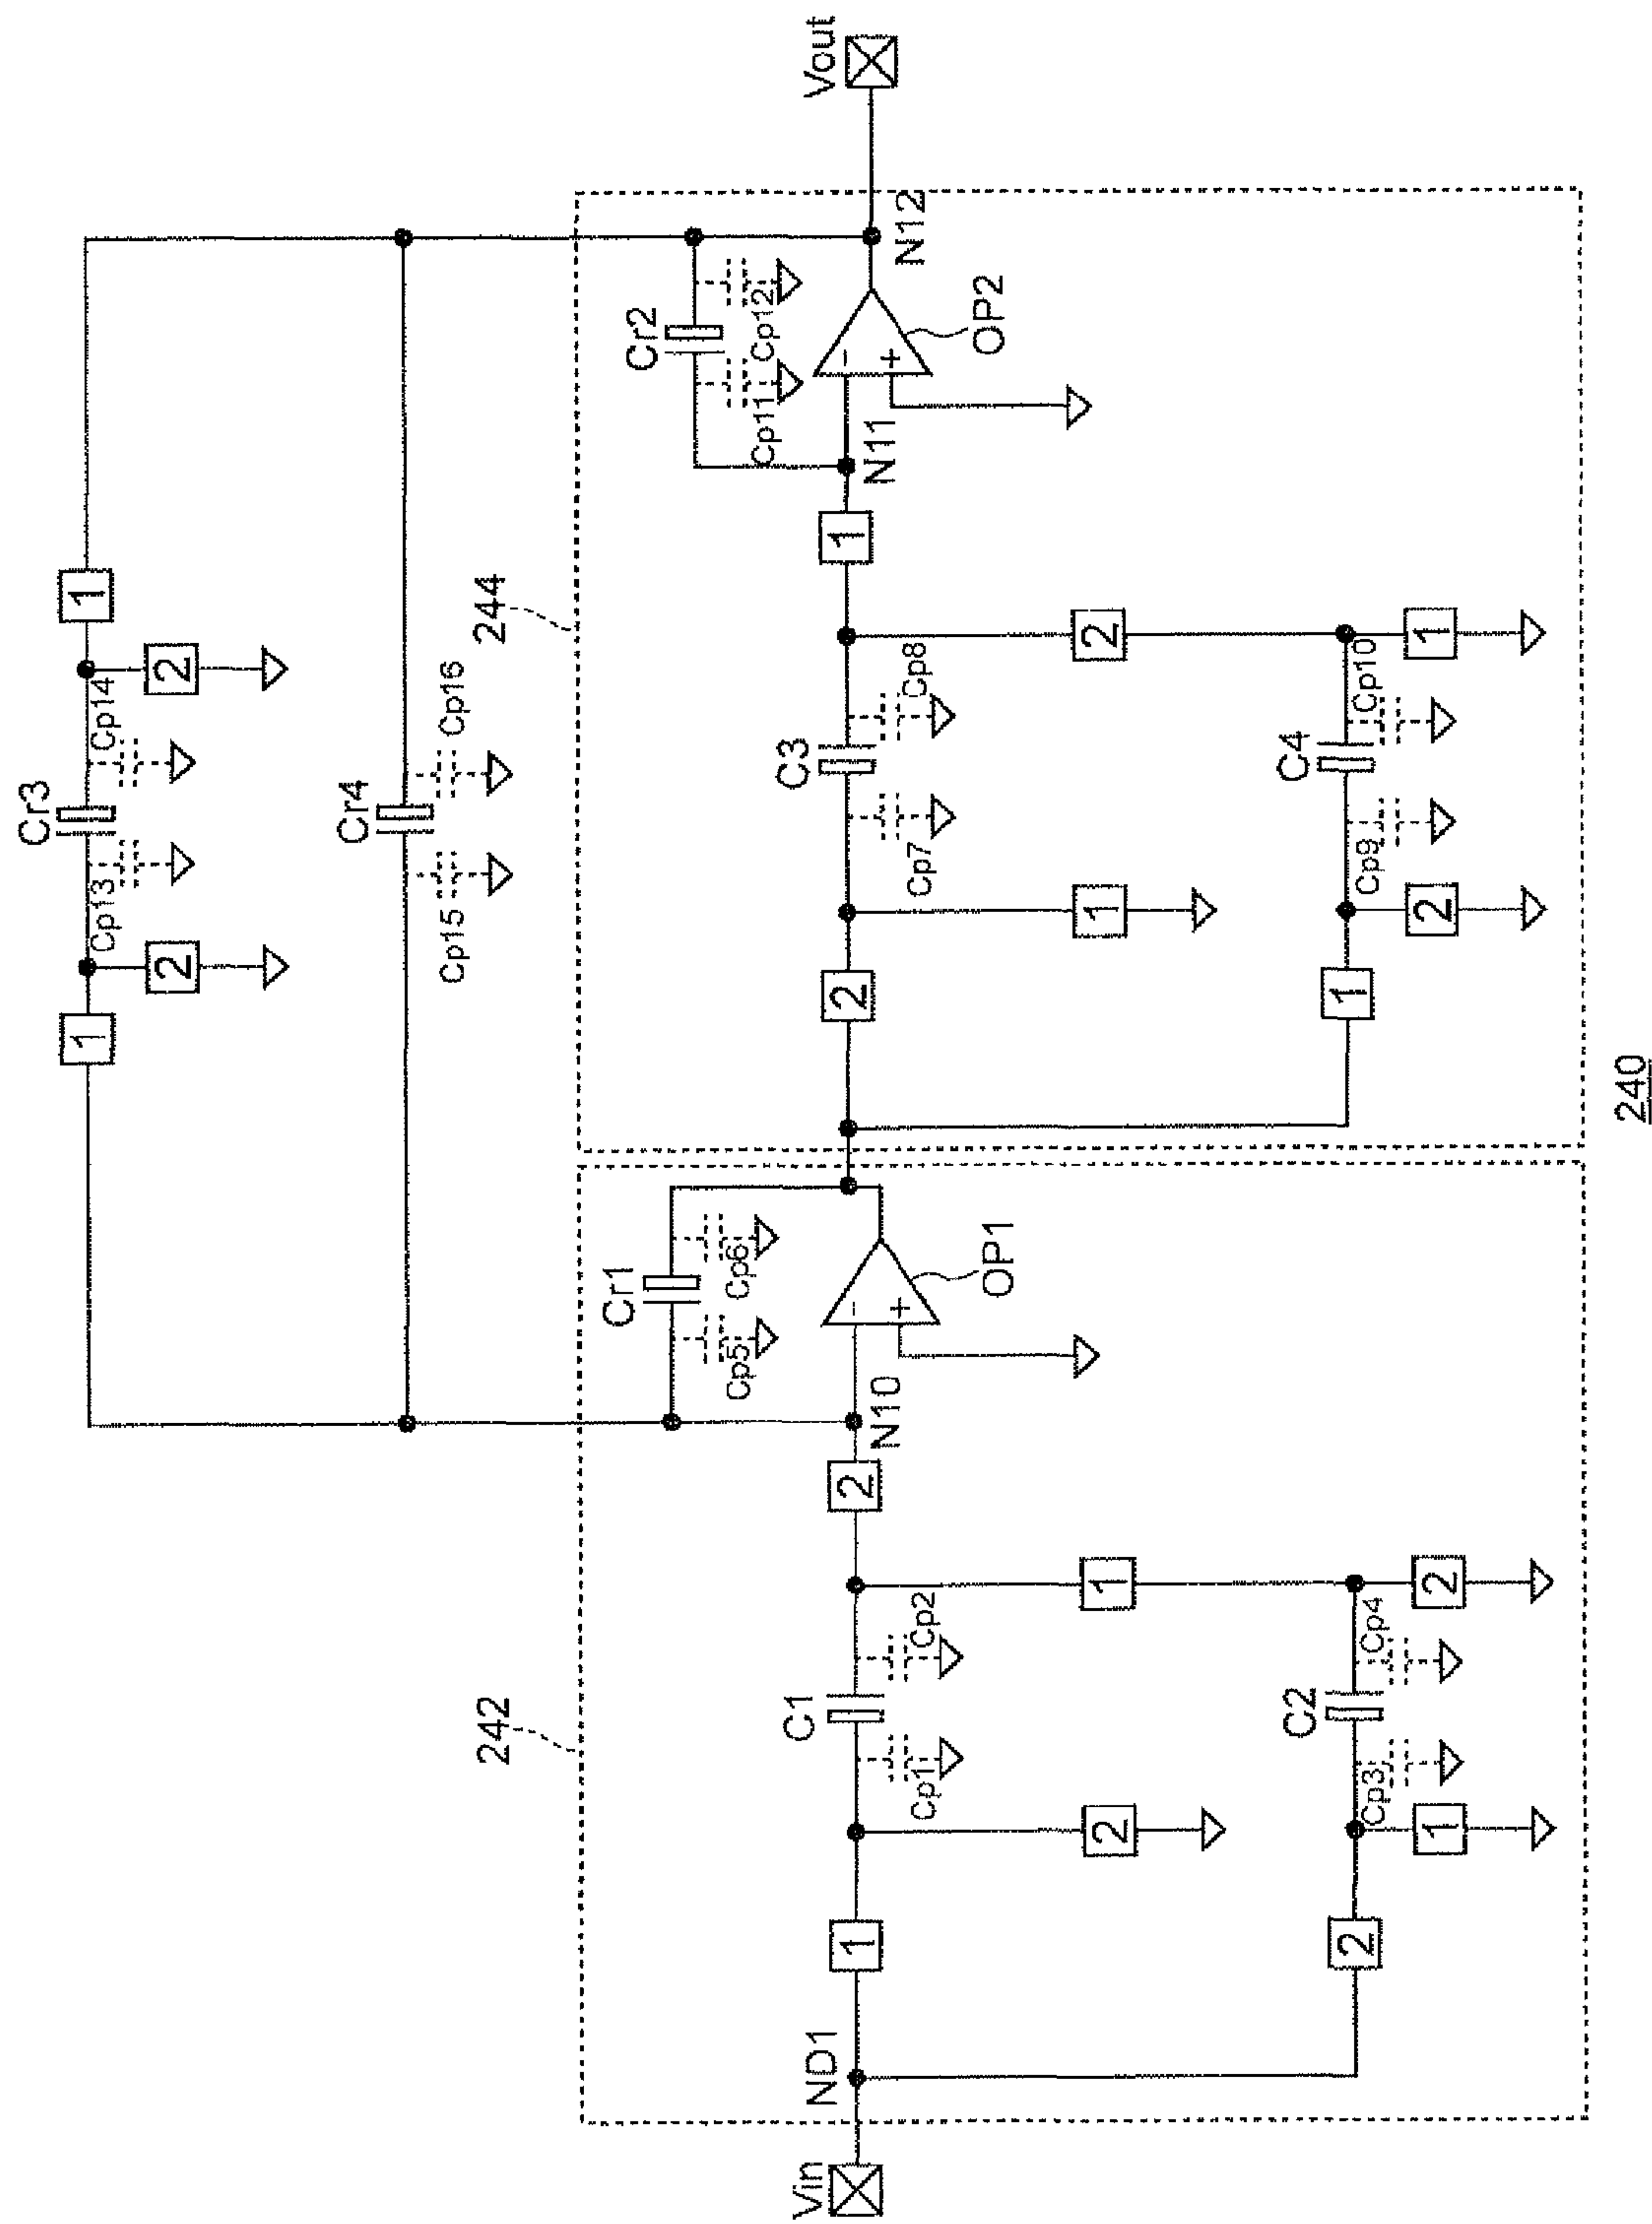 Cr3
1
Cp13
Cp14
1
2
2
Cr4
Cp15
Cp16
242
244
Cr1
Cp5
Cp6
Cr2
Cp11
Cp12
Vin
ND1
1
C1
Cp1
Cp2
2
N10
-
+
OP1
2
C3
Cp7
Cp8
1
N11
-
+
OP2
N12
Vout
2
1
1
2
2
C2
Cp3
Cp4
1
C4
Cp9
Cp10
1
2
2
1
240